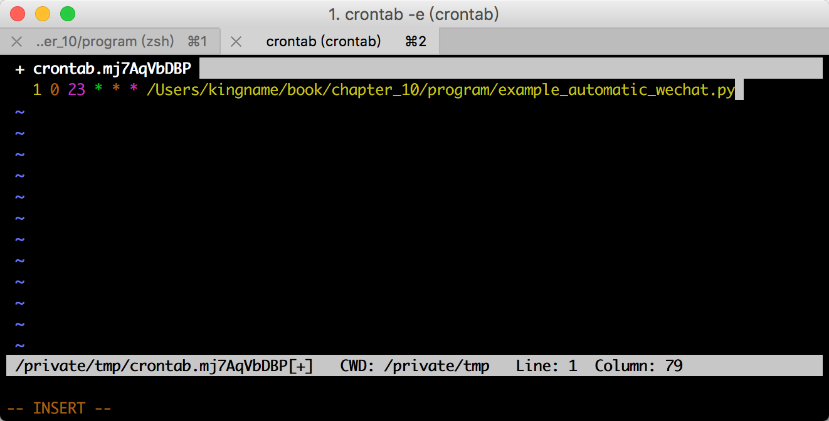 1. crontab -e (crontab)
..er_10/program (zsh) ⌘1 crontab (crontab) ⌘2
+ crontab.mj7AqVbDBP
1 0 23 * * * /Users/kingname/book/chapter_10/program/example_automatic_wechat.py
~
~
~
~
~
~
~
~
~
~
~
~
/private/tmp/crontab.mj7AqVbDBP[+] CWD: /private/tmp Line: 1 Column: 79
-- INSERT --